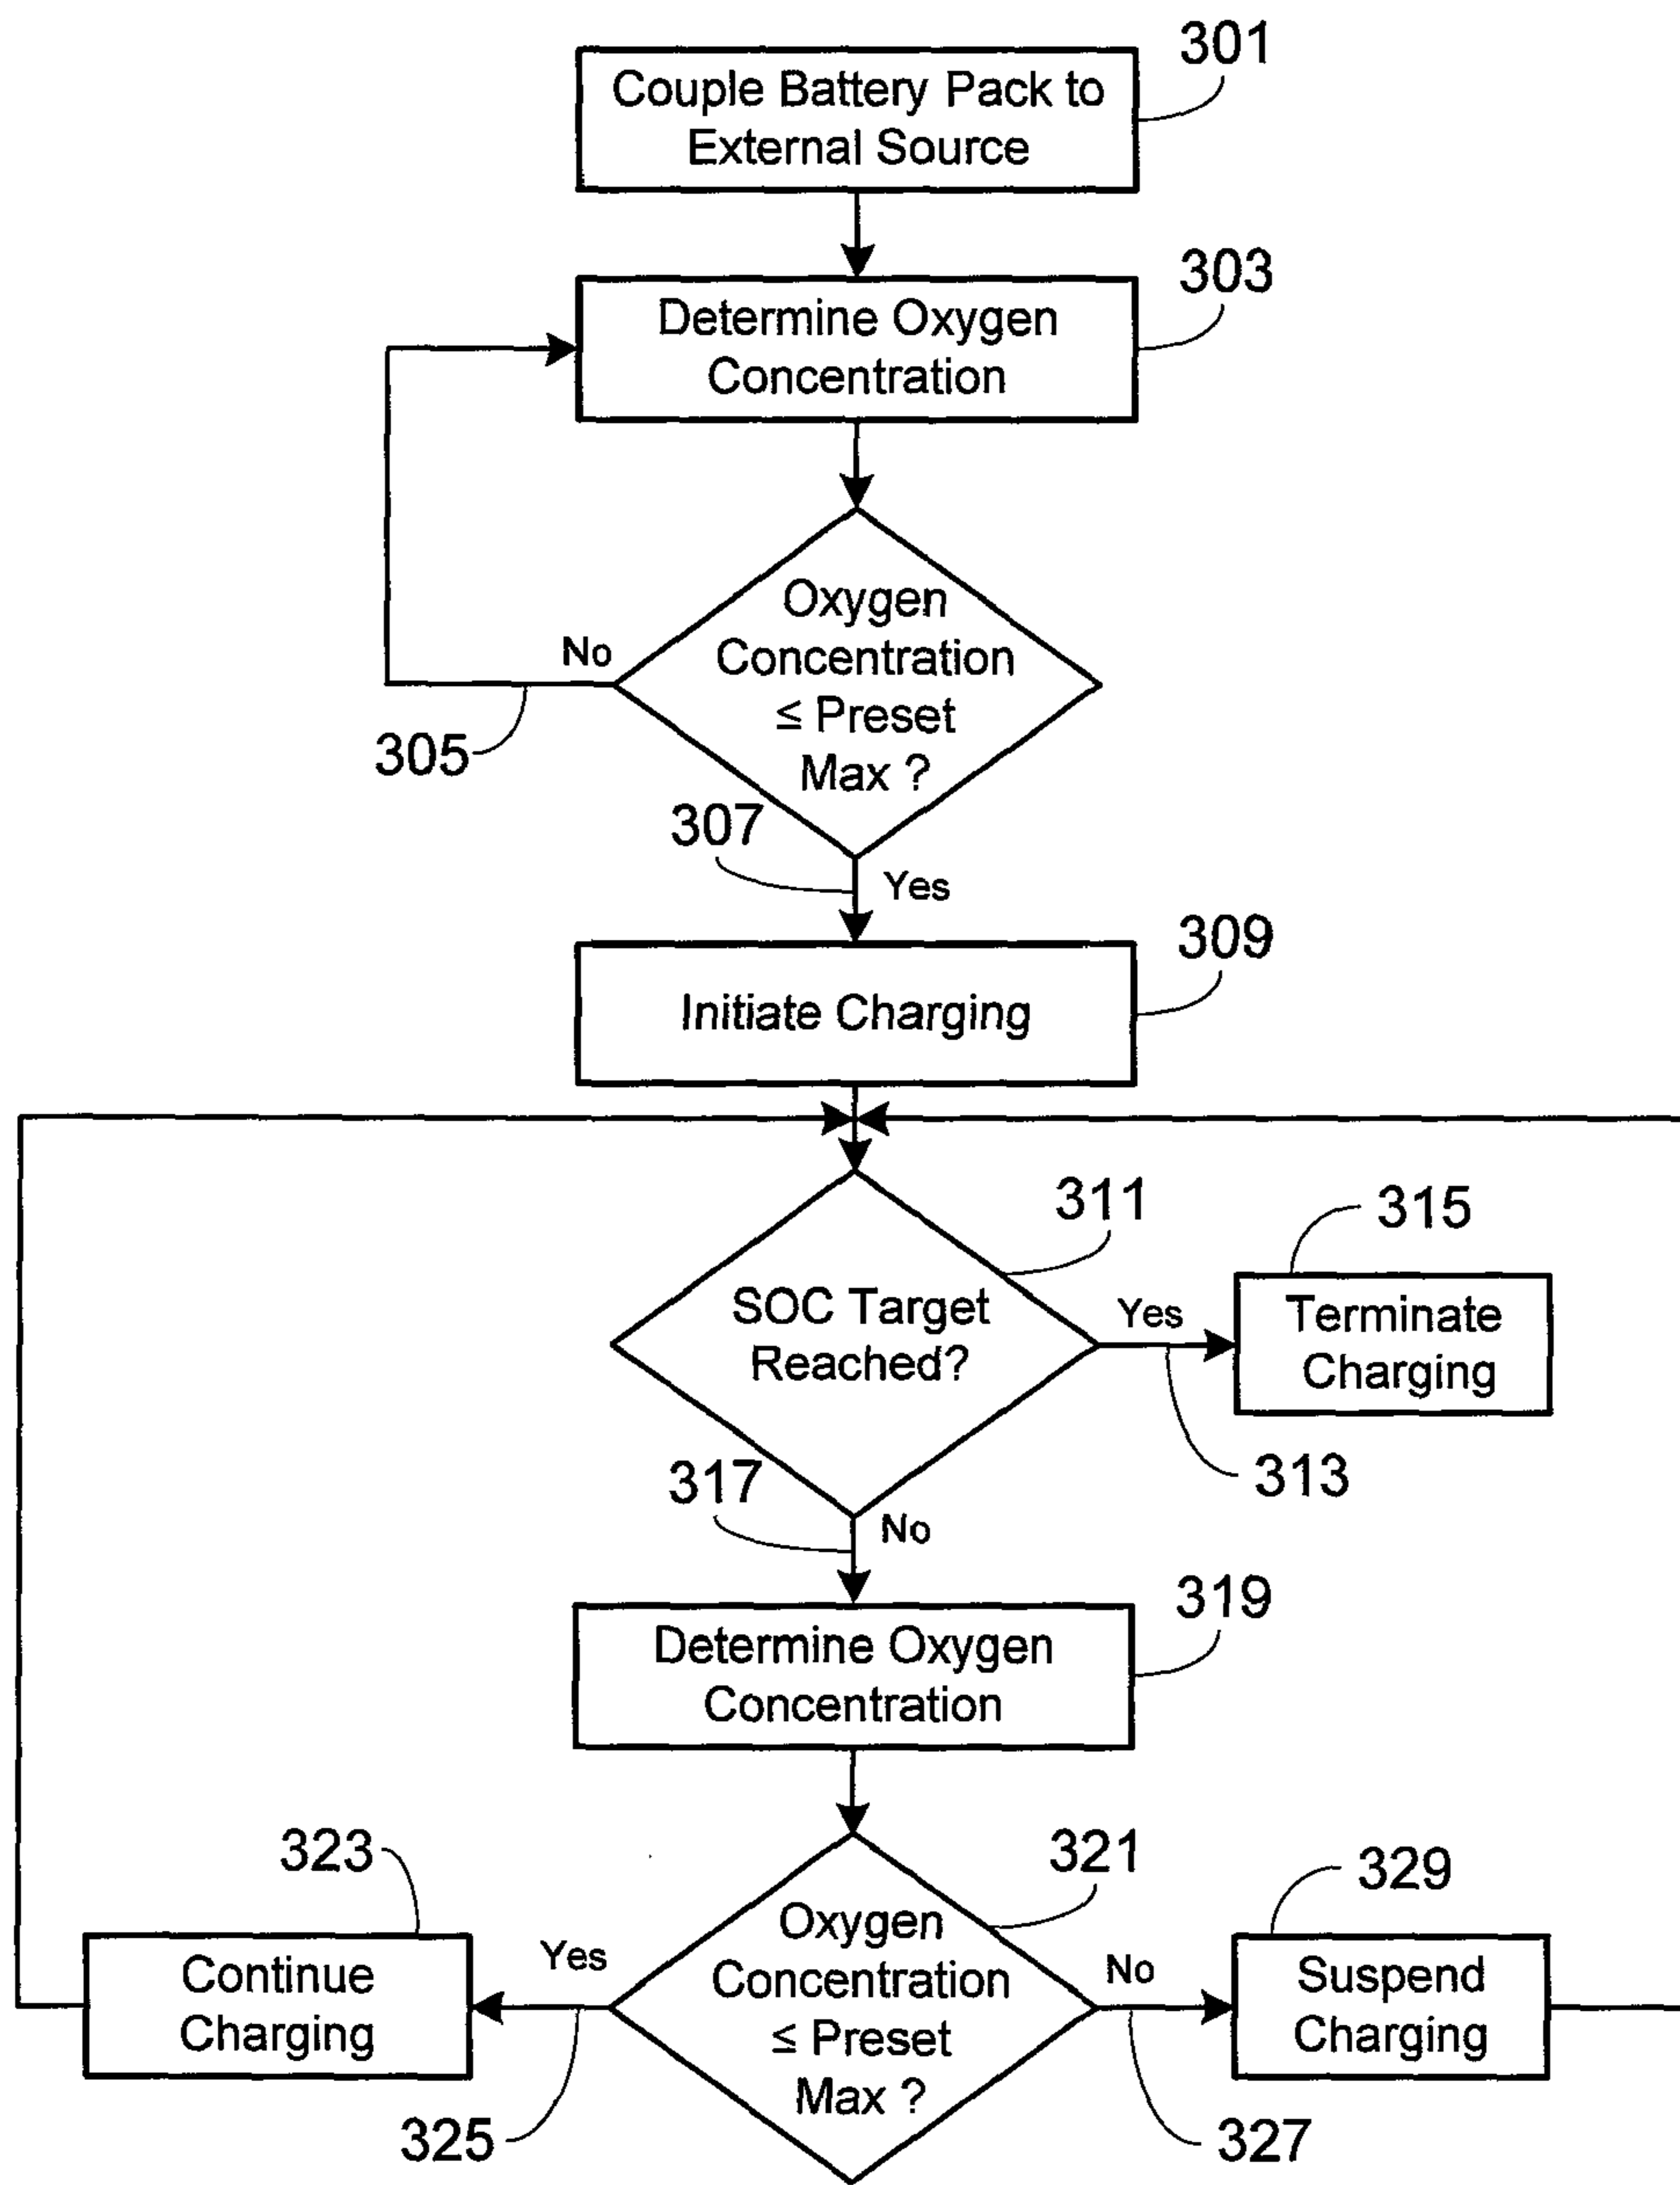 301
Couple Battery Pack to
External Source
303
Determine Oxygen
Concentration
Oxygen
Concentration
≤ Preset
Max ?
No
305
307
Yes
309
Initiate Charging
311
315
SOC Target
Reached?
Yes
Terminate
Charging
313
317
No
319
Determine Oxygen
Concentration
323
321
329
Oxygen
Concentration
≤ Preset
Max ?
Yes
No
Continue
Charging
Suspend
Charging
325
327